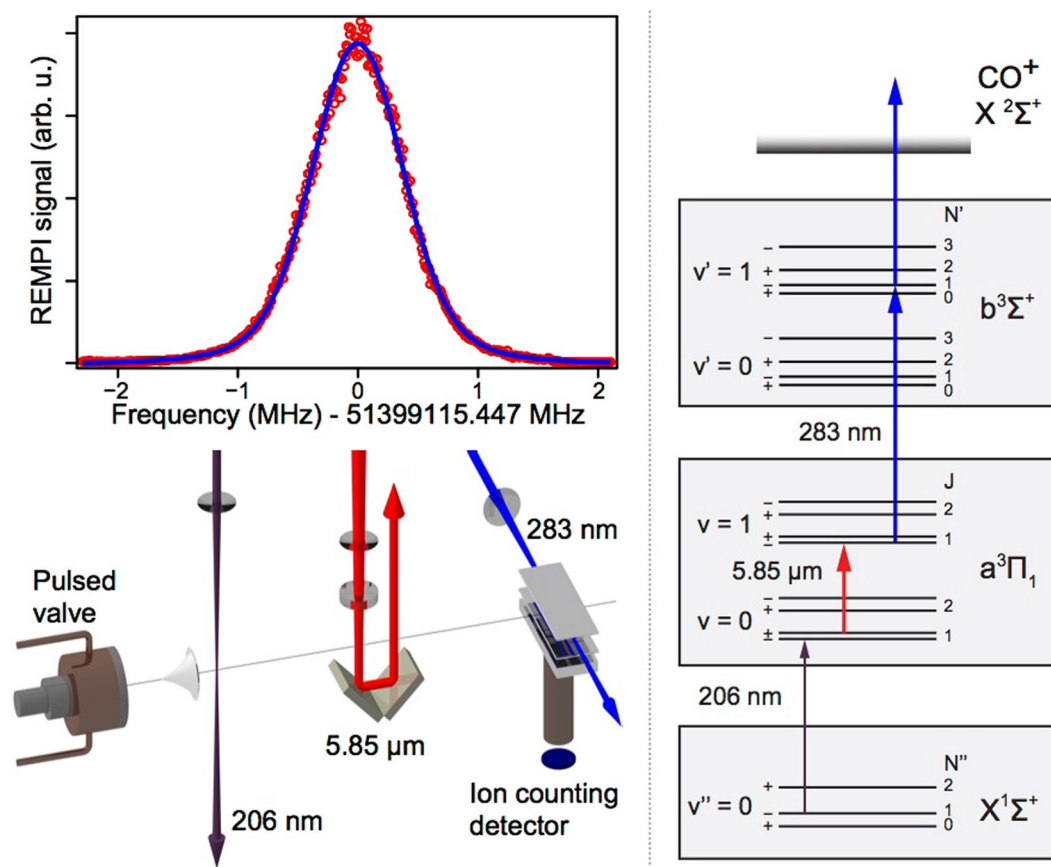 REMPI signal (arb. u.)
−2 −1 0 1 2
Frequency (MHz) - 51399115.447 MHz
Pulsed
valve
206 nm
5.85 µm
283 nm
Ion counting
detector
CO⁺
X ²Σ⁺
N'
v' = 1
− 3
+ 2
∓ 1
0
b³Σ⁺
v' = 0
− 3
+ 2
− 1
+ 0
283 nm
J
v = 1
−
+ 2
± 1
−
5.85 µm
a³Π₁
v = 0
−
+ 2
± 1
206 nm
N"
v" = 0
+ 2
− 1
+ 0
X¹Σ⁺